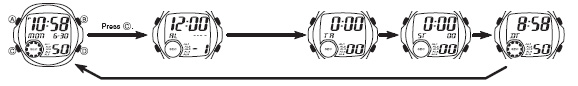 A B
C D
10:58
MON 6-30
50
Press C.
12:00
AL ----
-1
0:00
TR
00
0:00
ST 00
00
8:58
DT
50